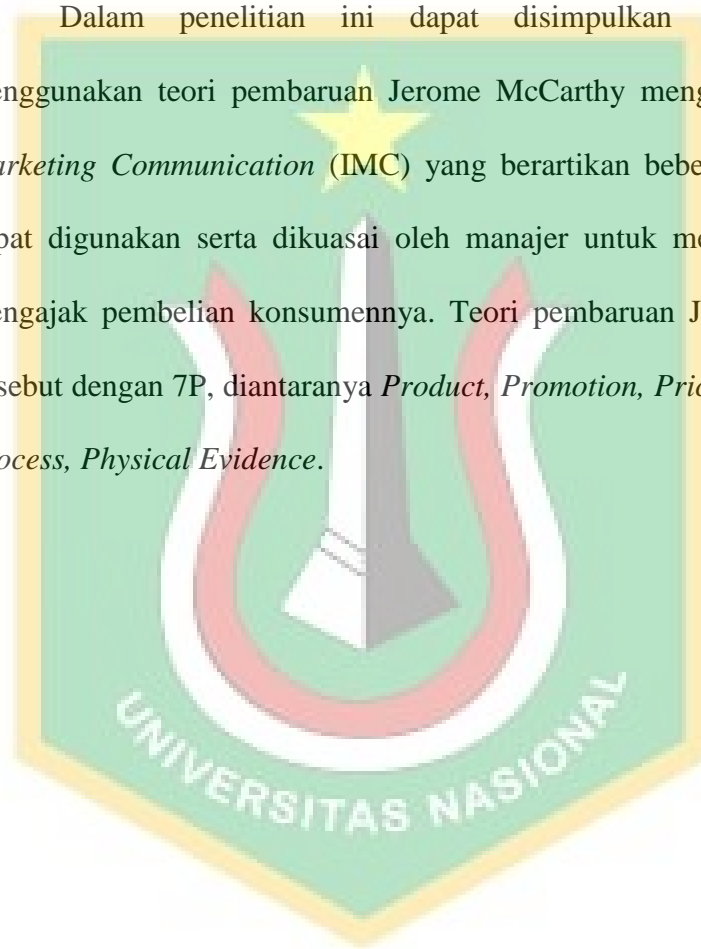 Dalam penelitian ini dapat disimpulkan
enggunakan teori pembaruan Jerome McCarthy meng
arketing Communication (IMC) yang berartikan bebe
pat digunakan serta dikuasai oleh manajer untuk me
engajak pembelian konsumennya. Teori pembaruan J
sebut dengan 7P, diantaranya Product, Promotion, Pric
ocess, Physical Evidence.
UNIVERSITAS NASIONAL